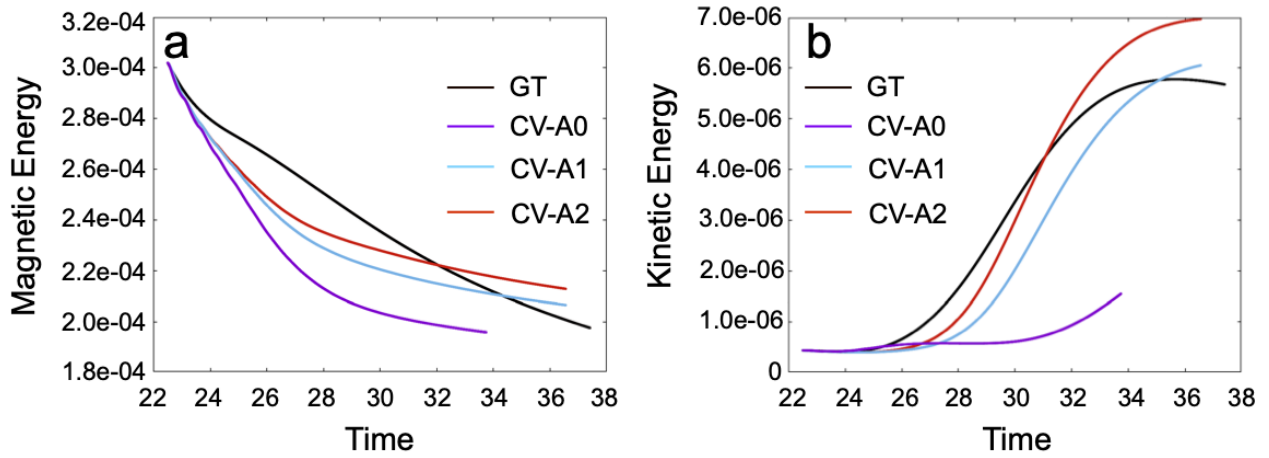 a
Magnetic Energy
3.2e-04
3.0e-04
2.8e-04
2.6e-04
2.4e-04
2.2e-04
2.0e-04
1.8e-04
22 24 26 28 30 32 34 36 38
Time
GT
CV-A0
CV-A1
CV-A2
b
Kinetic Energy
7.0e-06
6.0e-06
5.0e-06
4.0e-06
3.0e-06
2.0e-06
1.0e-06
0
22 24 26 28 30 32 34 36 38
Time
GT
CV-A0
CV-A1
CV-A2